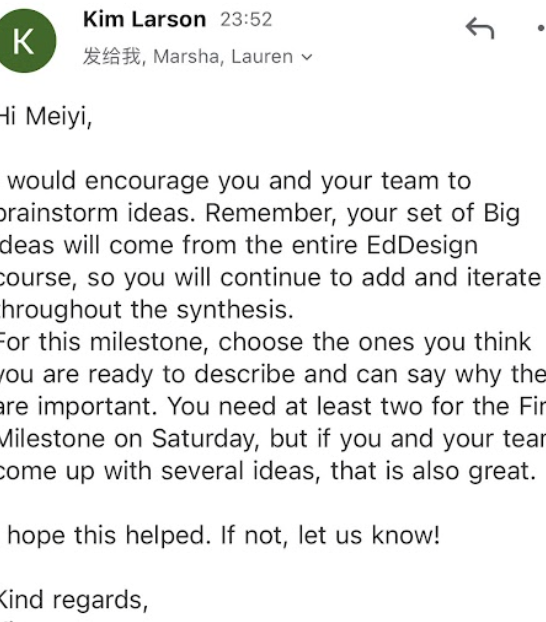 K
Kim Larson 23:52
发给我, Marsha, Lauren
Hi Meiyi,
would encourage you and your team to
brainstorm ideas. Remember, your set of Big
ideas will come from the entire EdDesign
course, so you will continue to add and iterate
throughout the synthesis.
For this milestone, choose the ones you think
you are ready to describe and can say why the
are important. You need at least two for the Fir
Milestone on Saturday, but if you and your tear
come up with several ideas, that is also great.
hope this helped. If not, let us know!
Kind regards,